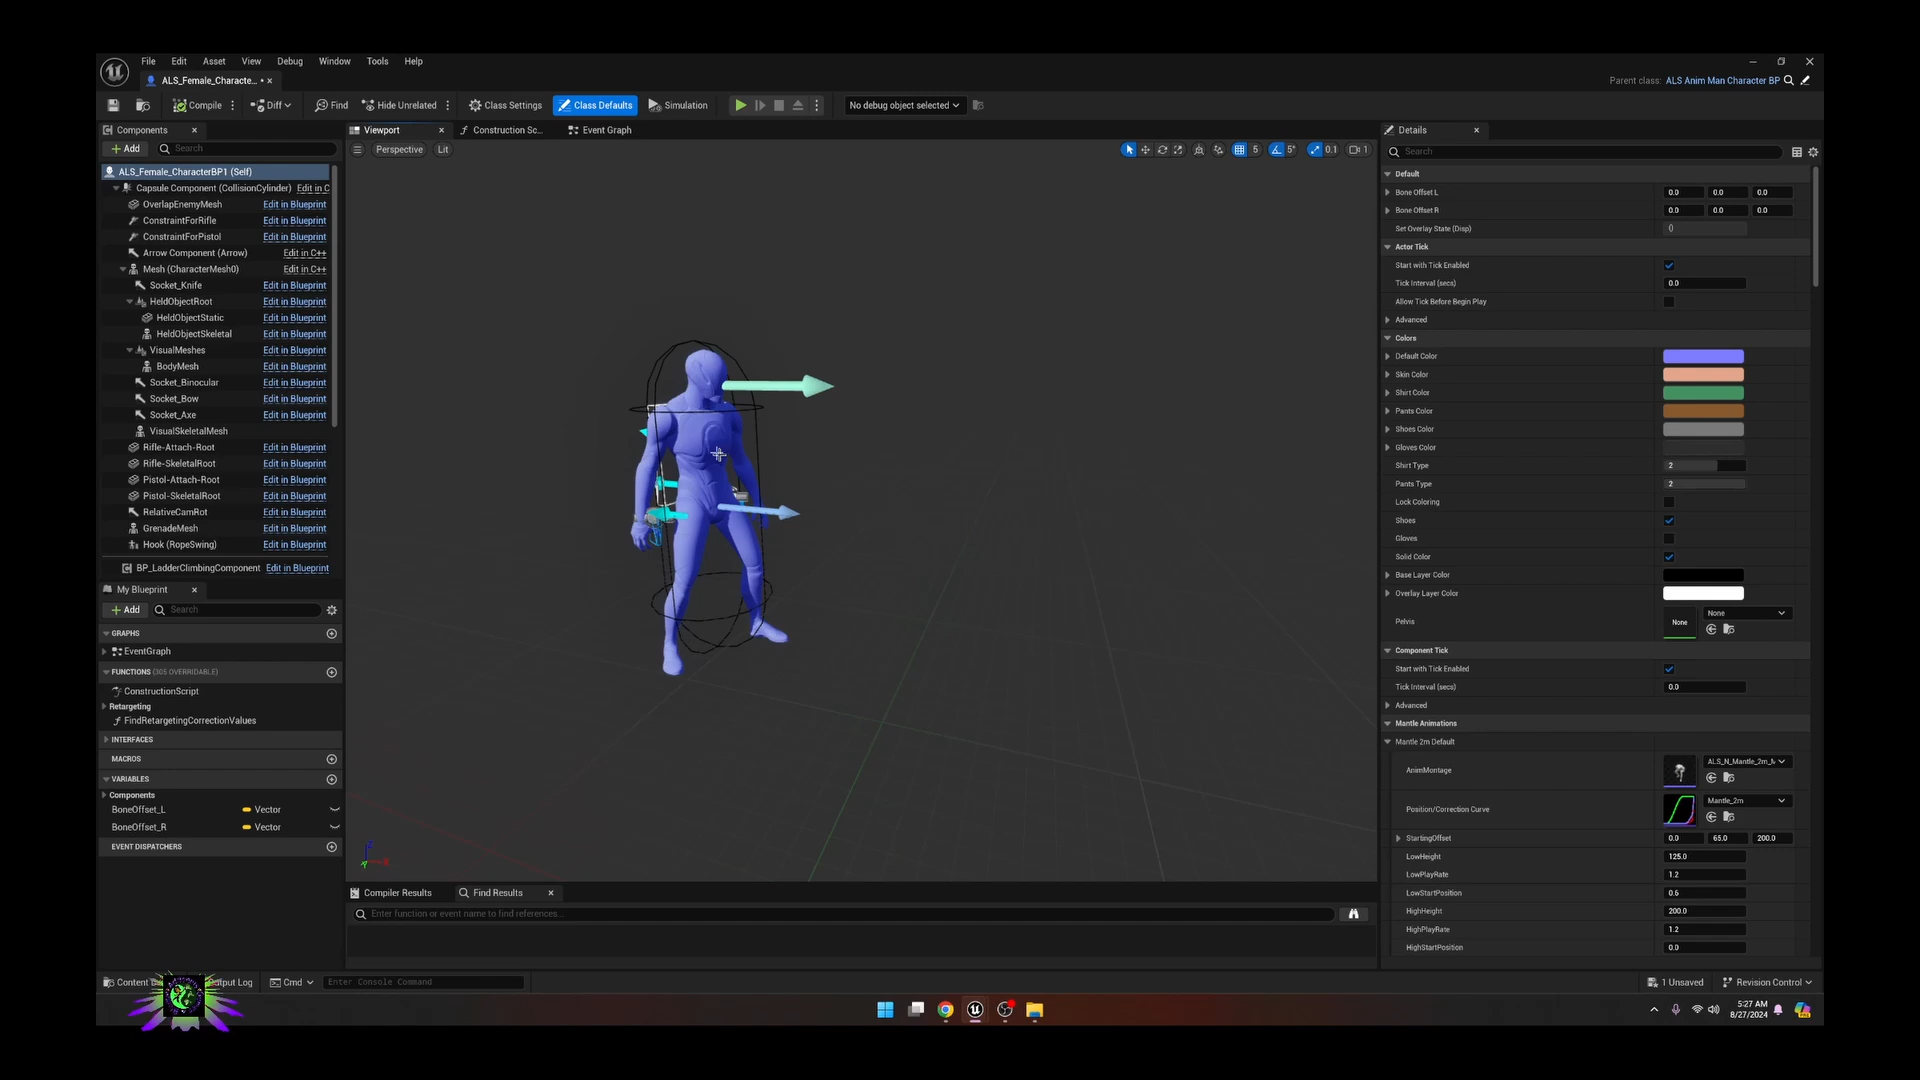 File Edit Asset View Debug Window Tools Help
ALS_Female_Characte... • ×
Parent class: ALS Anim Man Character BP
Compile Diff Find Hide Unrelated Class Settings Class Defaults Simulation No debug object selected
Components
Add Search
ALS_Female_CharacterBP1 (Self)
Capsule Component (CollisionCylinder) Edit in C
OverlapEnemyMesh Edit in Blueprint
ConstraintForRifle Edit in Blueprint
ConstraintForPistol Edit in Blueprint
Arrow Component (Arrow) Edit in C++
Mesh (CharacterMesh0) Edit in C++
Socket_Knife Edit in Blueprint
HeldObjectRoot Edit in Blueprint
HeldObjectStatic Edit in Blueprint
HeldObjectSkeletal Edit in Blueprint
VisualMeshes Edit in Blueprint
BodyMesh Edit in Blueprint
Socket_Binocular Edit in Blueprint
Socket_Bow Edit in Blueprint
Socket_Axe Edit in Blueprint
VisualSkeletalMesh Edit in Blueprint
Rifle-Attach-Root Edit in Blueprint
Rifle-SkeletalRoot Edit in Blueprint
Pistol-Attach-Root Edit in Blueprint
Pistol-SkeletalRoot Edit in Blueprint
RelativeCamRot Edit in Blueprint
GrenadeMesh Edit in Blueprint
Hook (RopeSwing) Edit in Blueprint
BP_LadderClimbingComponent Edit in Blueprint
My Blueprint
Add Search
GRAPHS
EventGraph
FUNCTIONS (305 OVERRIDABLE)
ConstructionScript
Retargeting
FindRetargetingCorrectionValues
INTERFACES
MACROS
VARIABLES
Components
BoneOffset_L Vector
BoneOffset_R Vector
EVENT DISPATCHERS
Viewport Construction Sc... Event Graph
Perspective Lit 5 5° 0.1 1
Z
X
Y
Compiler Results Find Results
Enter function or event name to find references...
Details
Search
Default
Bone Offset L 0.0 0.0 0.0
Bone Offset R 0.0 0.0 0.0
Set Overlay State (Disp) ()
Actor Tick
Start with Tick Enabled
Tick Interval (secs) 0.0
Allow Tick Before Begin Play
Advanced
Colors
Default Color
Skin Color
Shirt Color
Pants Color
Shoes Color
Gloves Color
Shirt Type 2
Pants Type 2
Lock Coloring
Shoes
Gloves
Solid Color
Base Layer Color
Overlay Layer Color
Pelvis None None
Component Tick
Start with Tick Enabled
Tick Interval (secs) 0.0
Advanced
Mantle Animations
Mantle 2m Default
AnimMontage ALS_N_Mantle_2m_
Position/Correction Curve Mantle_2m
StartingOffset 0.0 65.0 200.0
LowHeight 125.0
LowPlayRate 1.2
LowStartPosition 0.6
HighHeight 200.0
HighPlayRate 1.2
HighStartPosition 0.0
Content utput Log Cmd Enter Console Command
1 Unsaved Revision Control
5:27 AM
8/27/2024